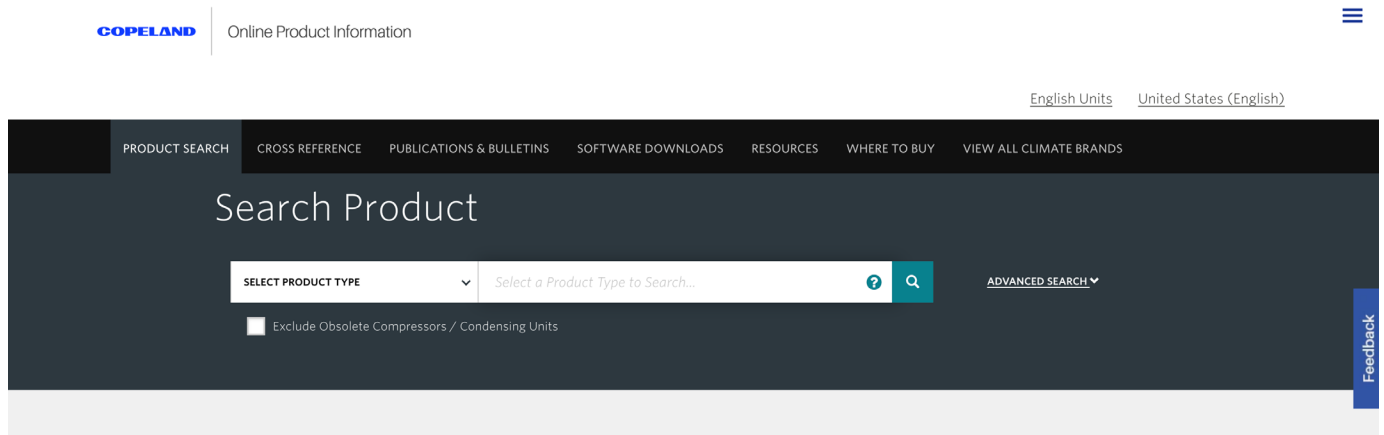 COPELAND
Online Product Information
English Units
United States (English)
PRODUCT SEARCH
CROSS REFERENCE
PUBLICATIONS & BULLETINS
SOFTWARE DOWNLOADS
RESOURCES
WHERE TO BUY
VIEW ALL CLIMATE BRANDS
Search Product
SELECT PRODUCT TYPE
Select a Product Type to Search...
?
ADVANCED SEARCH
Exclude Obsolete Compressors / Condensing Units
Feedback